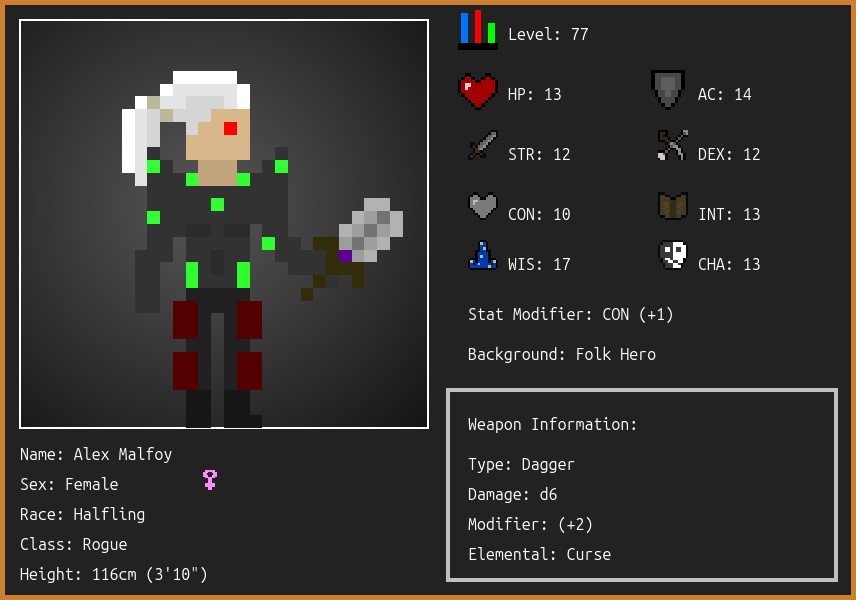 Level: 77
HP: 13
AC: 14
STR: 12
DEX: 12
CON: 10
INT: 13
WIS: 17
CHA: 13
Stat Modifier: CON (+1)
Background: Folk Hero
Weapon Information:
Type: Dagger
Damage: d6
Modifier: (+2)
Elemental: Curse
Name: Alex Malfoy
Sex: Female
Race: Halfling
Class: Rogue
Height: 116cm (3'10")